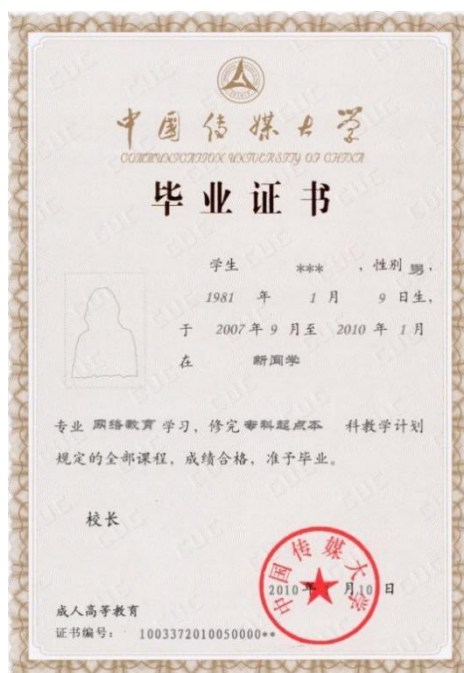 中国传媒大学
COMMUNICATION UNIVERSITY OF CHINA
毕业证书
学生 *** ，性别 男，
1981 年 1 月 9 日生，
于 2007 年 9 月至 2010 年 1 月
在 新闻学
专业 网络教育 学习，修完 专科起点本 科教学计划
规定的全部课程，成绩合格，准予毕业。
校长
中国传媒大学
2010 年 月 10 日
成人高等教育
证书编号： 1003372010050000**